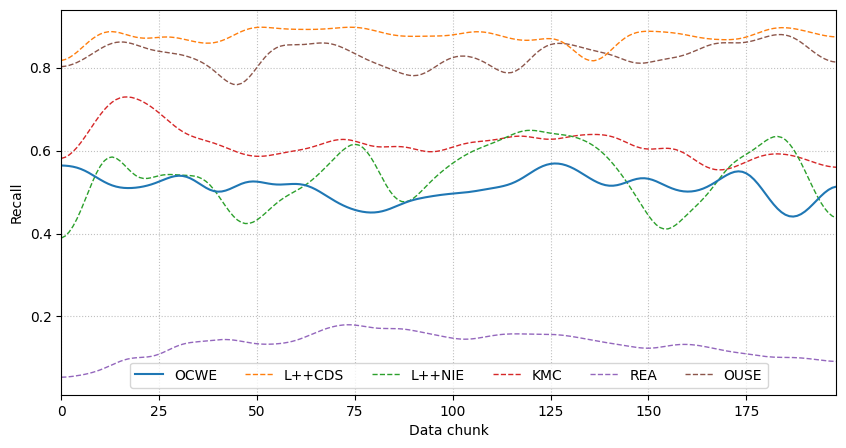 Recall
0.8
0.6
0.4
0.2
OCWE L++CDS L++NIE KMC REA OUSE
0 25 50 75 100 125 150 175
Data chunk